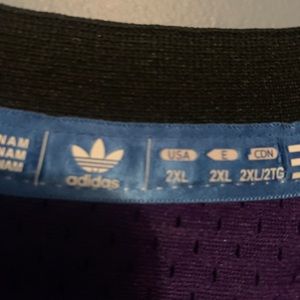 NAM
NAM
NAM
adidas
USA E CDN
2XL 2XL 2XL/2TG